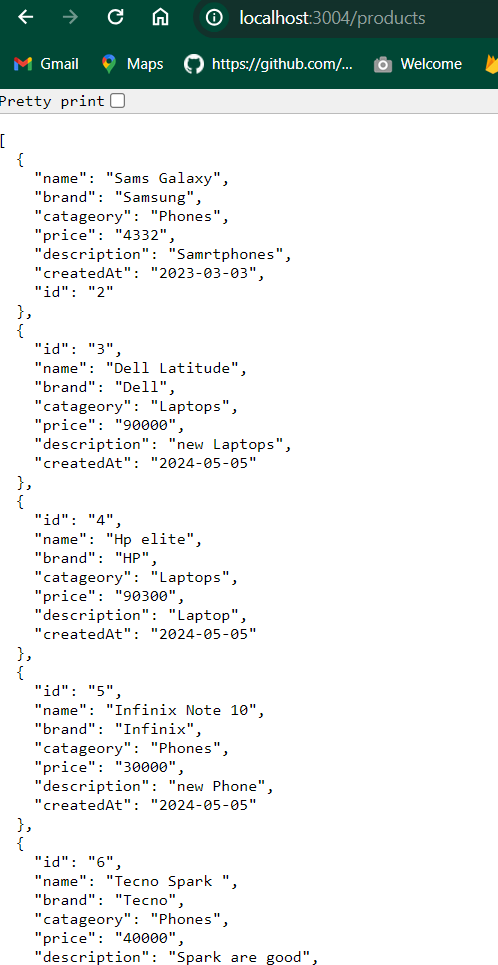 localhost:3004/products
Gmail Maps https://github.com/... Welcome
Pretty print
[
  {
    "name": "Sams Galaxy",
    "brand": "Samsung",
    "catageory": "Phones",
    "price": "4332",
    "description": "Samrtphones",
    "createdAt": "2023-03-03",
    "id": "2"
  },
  {
    "id": "3",
    "name": "Dell Latitude",
    "brand": "Dell",
    "catageory": "Laptops",
    "price": "90000",
    "description": "new Laptops",
    "createdAt": "2024-05-05"
  },
  {
    "id": "4",
    "name": "Hp elite",
    "brand": "HP",
    "catageory": "Laptops",
    "price": "90300",
    "description": "Laptop",
    "createdAt": "2024-05-05"
  },
  {
    "id": "5",
    "name": "Infinix Note 10",
    "brand": "Infinix",
    "catageory": "Phones",
    "price": "30000",
    "description": "new Phone",
    "createdAt": "2024-05-05"
  },
  {
    "id": "6",
    "name": "Tecno Spark ",
    "brand": "Tecno",
    "catageory": "Phones",
    "price": "40000",
    "description": "Spark are good",